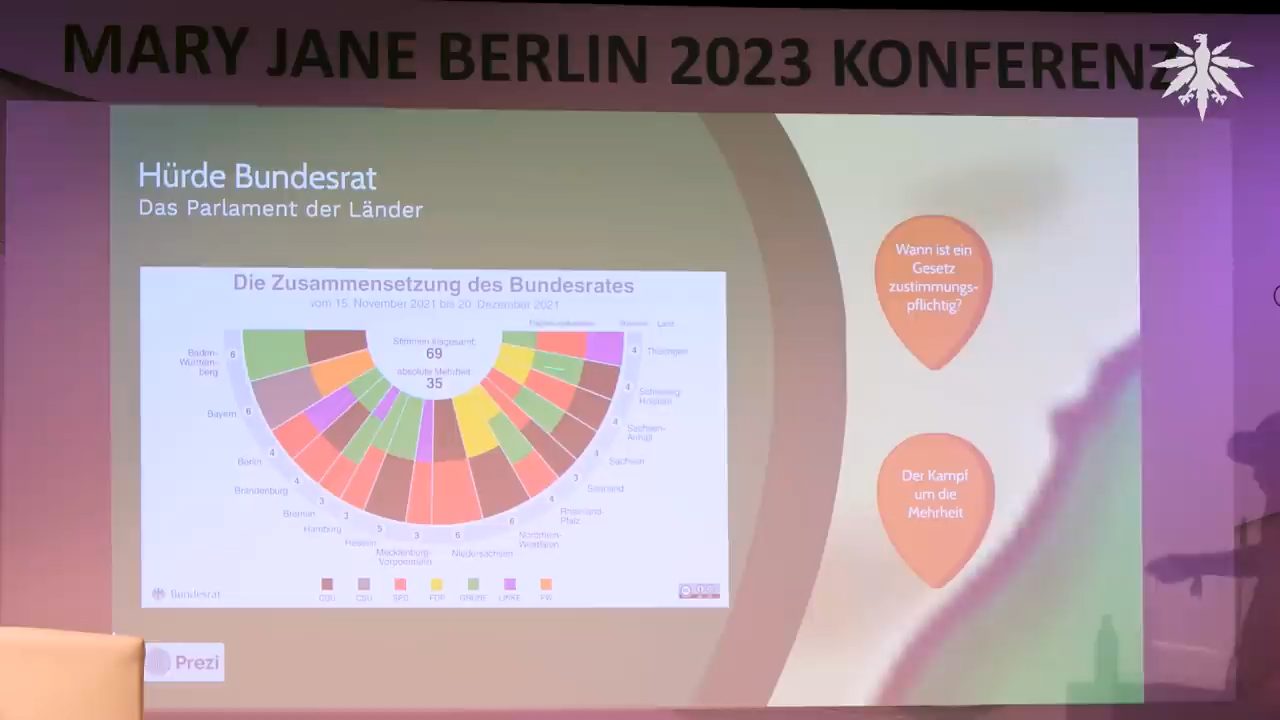 MARY JANE BERLIN 2023 KONFERENZ
Hürde Bundesrat
Das Parlament der Länder
Die Zusammensetzung des Bundesrates
vom 15. November 2021 bis 20. Dezember 2021
Stimmen insgesamt:
69
absolute Mehrheit:
35
Land
Baden-
Württem-
berg
6
Bayern
6
Berlin
4
Brandenburg
4
Bremen
3
Hamburg
3
Hessen
5
Mecklenburg-
Vorpommern
3
Niedersachsen
6
Nordrhein-
Westfalen
6
Rheinland-
Pfalz
4
Saarland
3
Sachsen
4
Sachsen-
Anhalt
4
Schleswig-
Holstein
4
Thüringen
4
CDU
CSU
SPD
FDP
GRÜNE
LINKE
FW
Bundesrat
Prezi
Wann ist ein
Gesetz
zustimmungs-
pflichtig?
Der Kampf
um die
Mehrheit